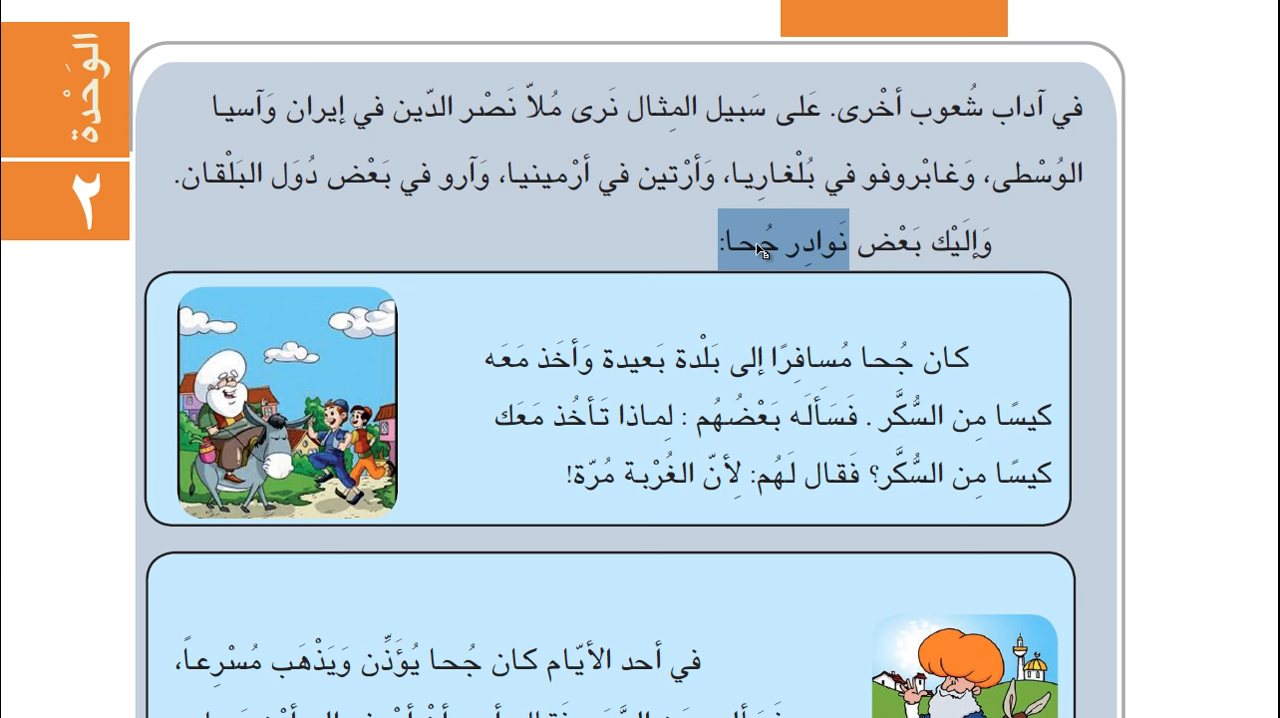 الوَحْدة
٢
في آداب شُعوب أخْرى. عَلى سَبيل المِثال نَرى مُلاّ نَصْر الدّين في إيران وَآسيا
الوُسْطى، وَغابْروفو في بُلْغارِيا، وَأرْتين في أرْمينيا، وَآرو في بَعْض دُوَل البَلْقان.
وَإلَيْك بَعْض نَوادِر جُحا:
كان جُحا مُسافِرًا إلى بَلْدة بَعيدة وَأخَذ مَعَه
كيسًا مِن السُّكَّر . فَسَأَلَه بَعْضُهُم : لِماذا تَأخُذ مَعَك
كيسًا مِن السُّكَّر؟ فَقال لَهُم: لِأنّ الغُرْبة مُرّة!
في أحد الأيّام كان جُحا يُؤَذِّن وَيَذْهَب مُسْرِعاً،